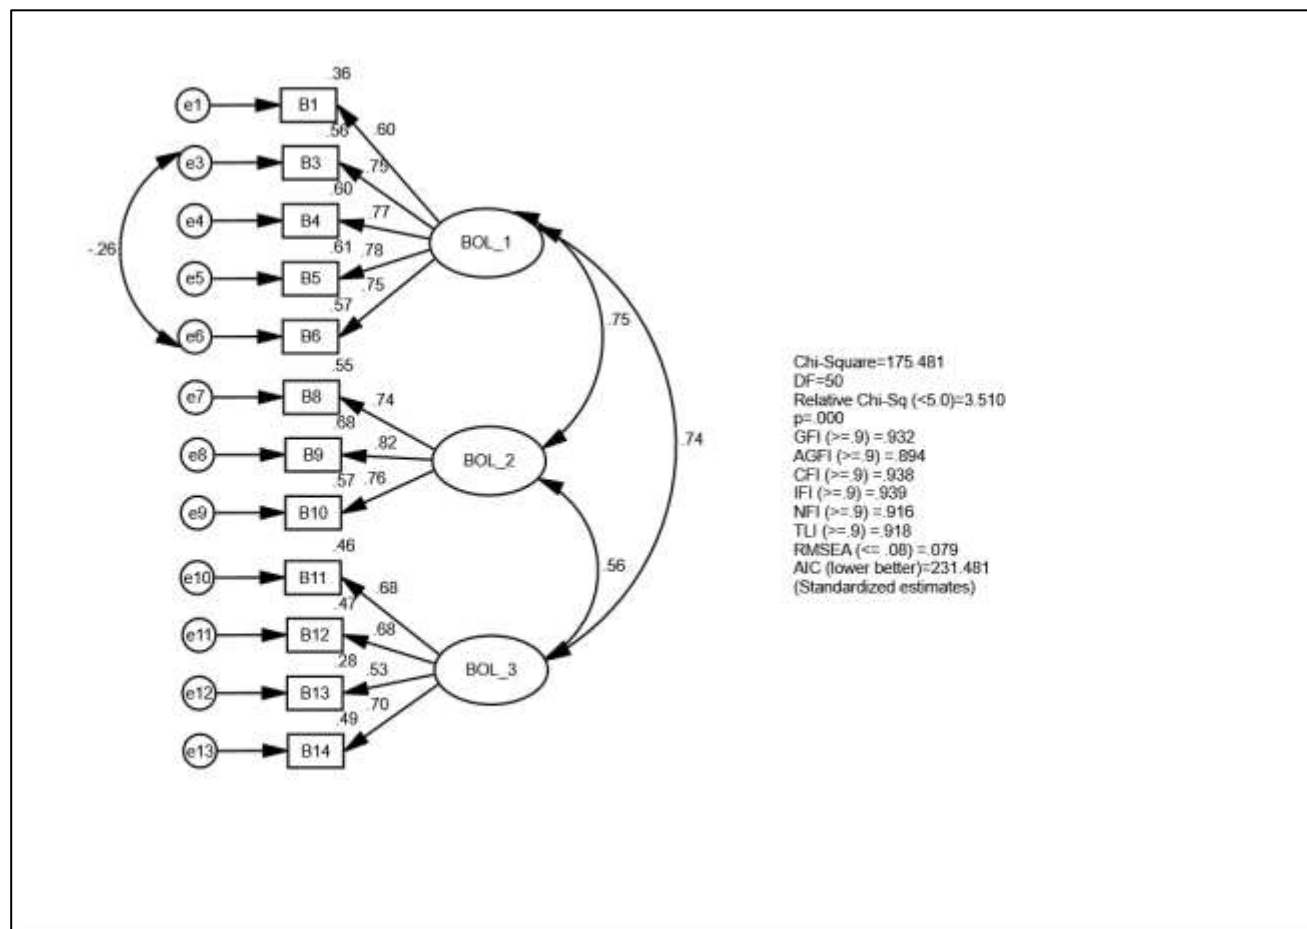 .36
e1 B1 .60
.56
e3 B3 .75
.60
e4 B4 .77
-.26 .61 .78 BOL_1
e5 B5 .75
.57
e6 B6 .75
.55
e7 B8 .74
.68
e8 B9 .82 BOL_2
.57 .76
e9 B10
.46
e10 B11 .68 .56
.47
e11 B12 .68
.28 BOL_3
e12 B13 .53
.49 .70
e13 B14
.74
Chi-Square=175.481
DF=50
Relative Chi-Sq (<5.0)=3.510
p=.000
GFI (>=.9) =.932
AGFI (>=.9) =.894
CFI (>=.9) =.938
IFI (>=.9) =.939
NFI (>=.9) =.916
TLI (>=.9) =.918
RMSEA (<= .08) =.079
AIC (lower better)=231.481
(Standardized estimates)